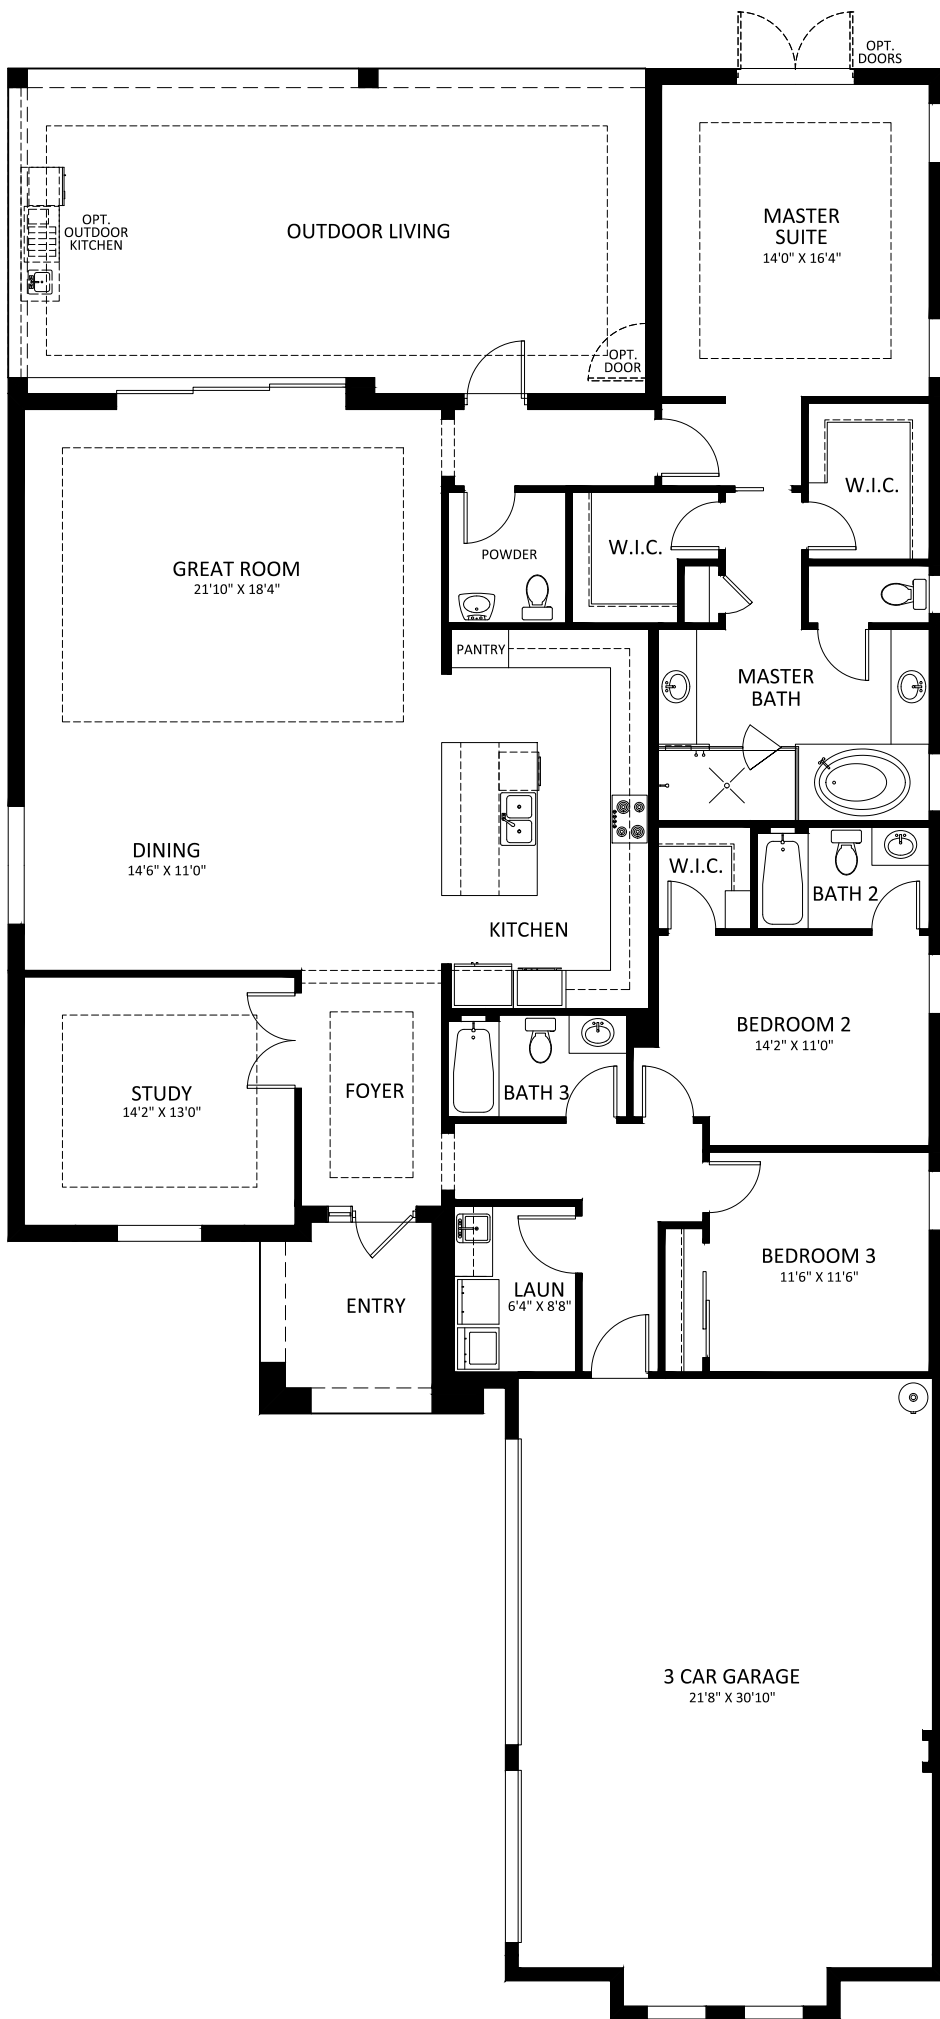 OPT.
DOORS
OPT.
OUTDOOR
KITCHEN
OUTDOOR LIVING
MASTER
SUITE
14'0" X 16'4"
OPT.
DOOR
W.I.C.
W.I.C.
POWDER
GREAT ROOM
21'10" X 18'4"
PANTRY
MASTER
BATH
DINING
14'6" X 11'0"
W.I.C.
BATH 2
KITCHEN
BEDROOM 2
14'2" X 11'0"
STUDY
14'2" X 13'0"
FOYER
BATH 3
BEDROOM 3
11'6" X 11'6"
LAUN
6'4" X 8'8"
ENTRY
3 CAR GARAGE
21'8" X 30'10"